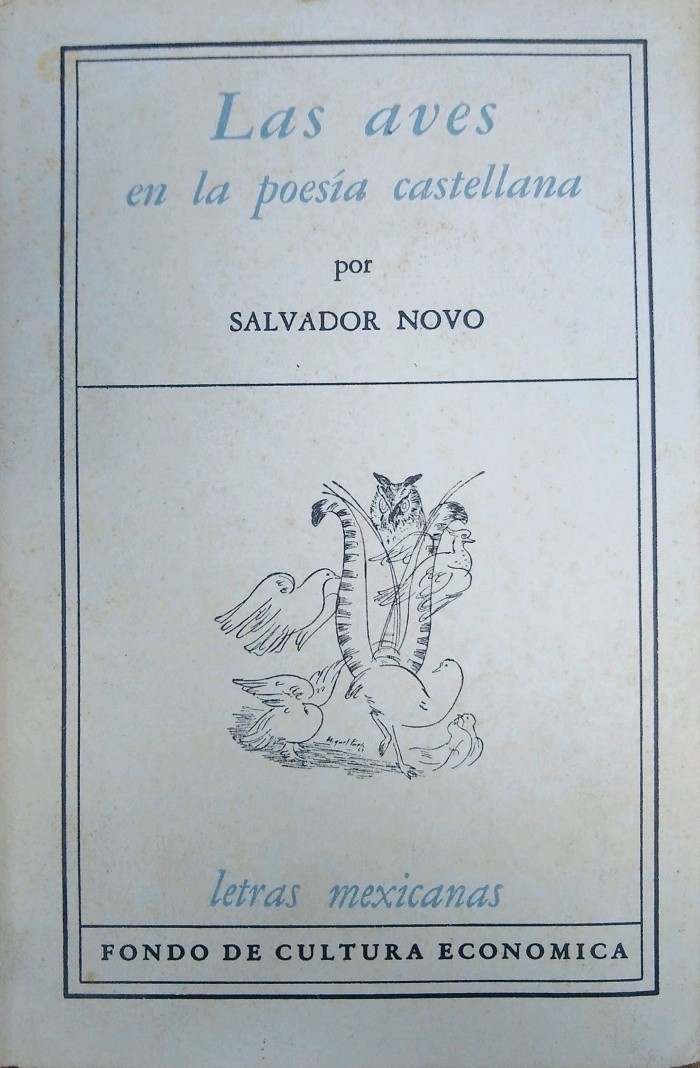 Las aves
en la poesía castellana
por
SALVADOR NOVO
letras mexicanas
FONDO DE CULTURA ECONOMICA